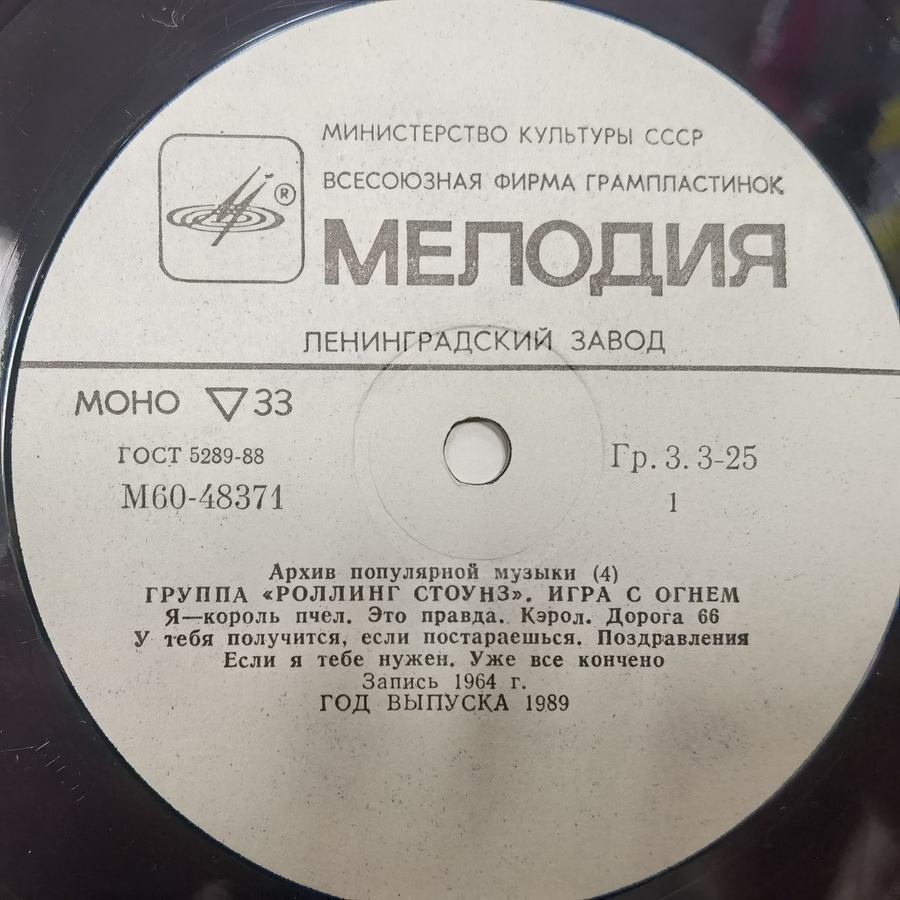 МИНИСТЕРСТВО КУЛЬТУРЫ СССР
ВСЕСОЮЗНАЯ ФИРМА ГРАМПЛАСТИНОК
®
МЕЛОДИЯ
ЛЕНИНГРАДСКИЙ ЗАВОД
МОНО ▽ 33
ГОСТ 5289-88
Гр. 3. 3-25
М60-48371
1
Архив популярной музыки (4)
ГРУППА «РОЛЛИНГ СТОУНЗ». ИГРА С ОГНЕМ
Я—король пчел. Это правда. Кэрол. Дорога 66
У тебя получится, если постараешься. Поздравления
Если я тебе нужен. Уже все кончено
Запись 1964 г.
ГОД ВЫПУСКА 1989